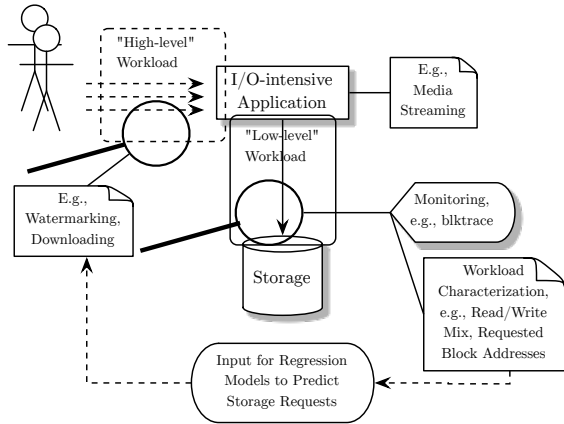 "High-level"
Workload
I/O-intensive
Application
E.g.,
Media
Streaming
"Low-level"
Workload
E.g.,
Watermarking,
Downloading
Monitoring,
e.g., blktrace
Storage
Workload
Characterization,
e.g., Read/Write
Mix, Requested
Block Addresses
Input for Regression
Models to Predict
Storage Requests